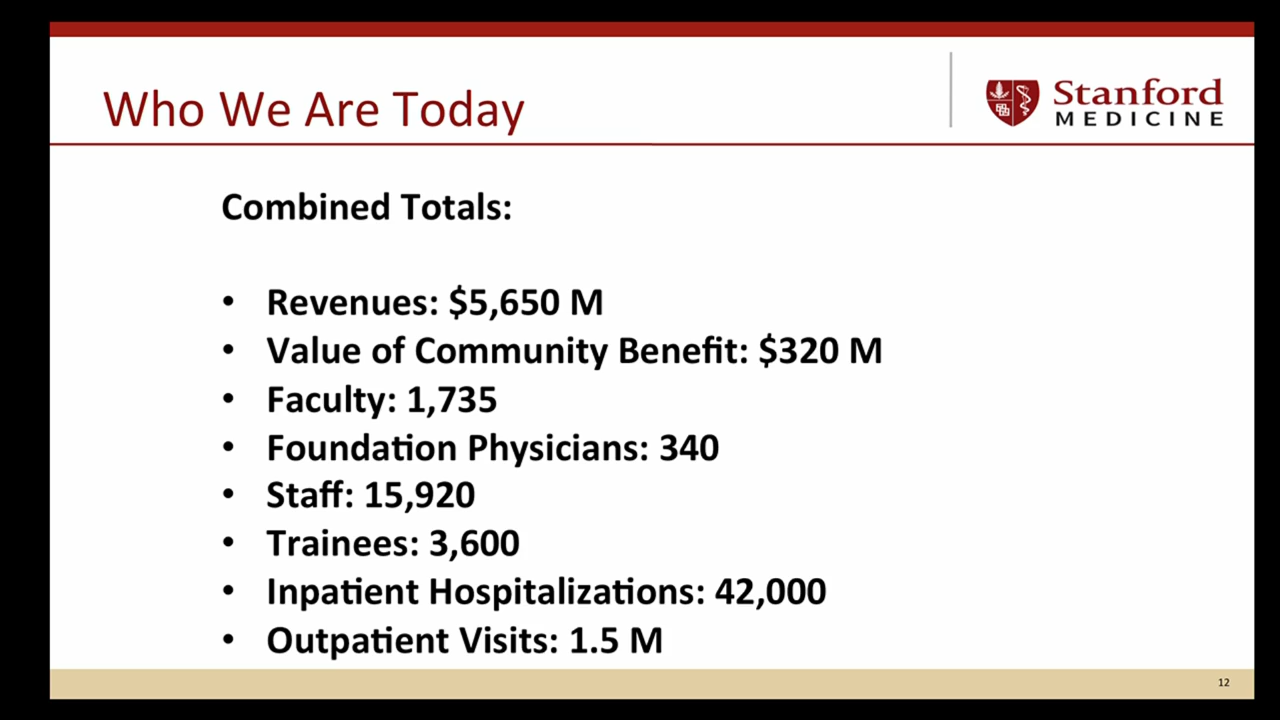 Who We Are Today
Stanford
MEDICINE
Combined Totals:
• Revenues: $5,650 M
• Value of Community Benefit: $320 M
• Faculty: 1,735
• Foundation Physicians: 340
• Staff: 15,920
• Trainees: 3,600
• Inpatient Hospitalizations: 42,000
• Outpatient Visits: 1.5 M
12